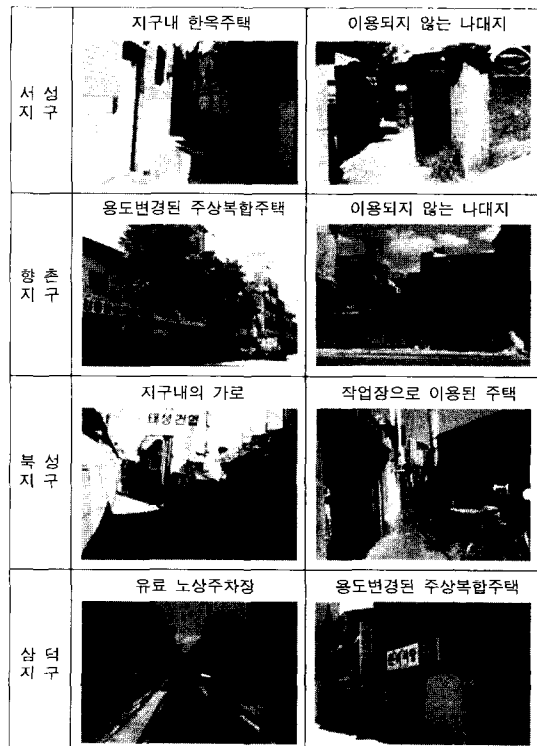 지구내 한옥주택
이용되지 않는 나대지
서 성
지 구
용도변경된 주상복합주택
이용되지 않는 나대지
향 촌
지 구
지구내의 가로
작업장으로 이용된 주택
태성건업
북 성
지 구
유료 노상주차장
용도변경된 주상복합주택
삼 덕
지 구